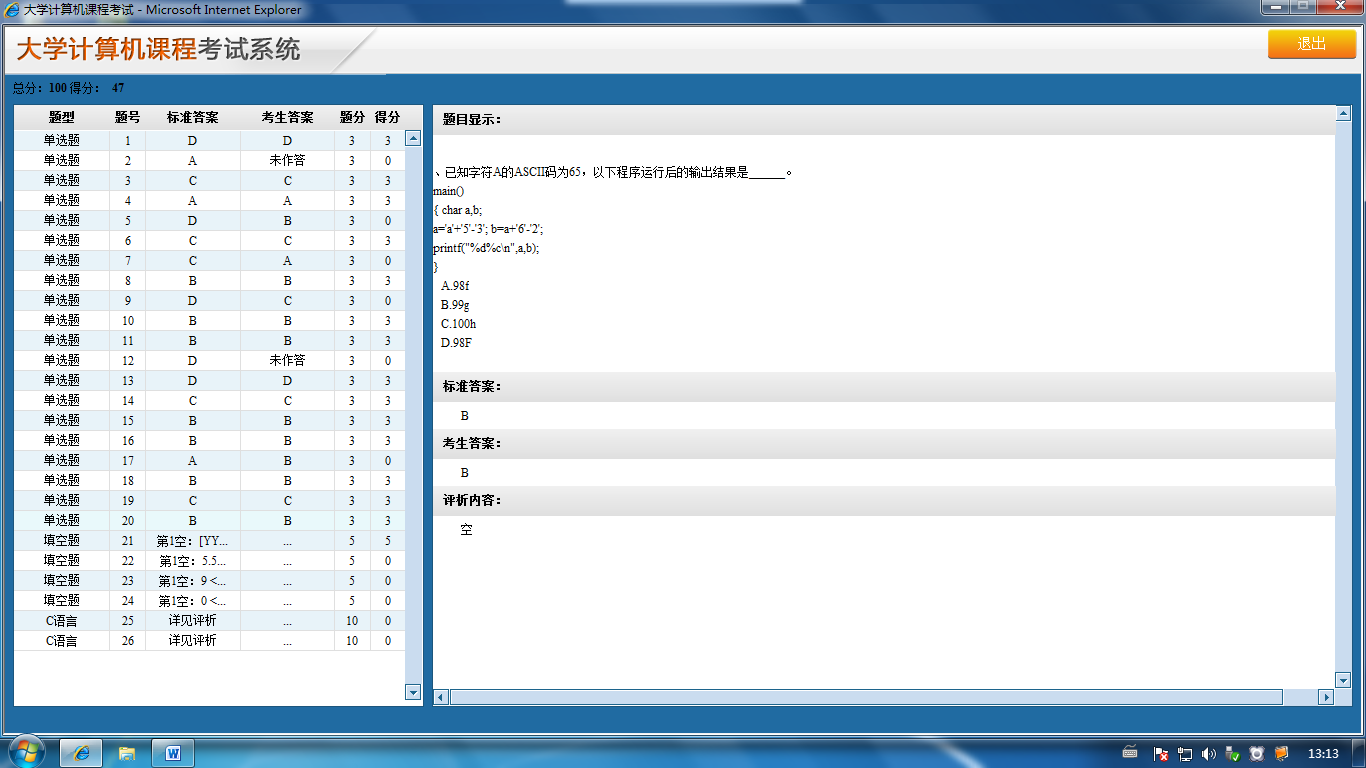 大学计算机课程考试 - Microsoft Internet Explorer
大学计算机课程考试系统
退出
总分：100 得分： 47
题型 题号 标准答案 考生答案 题分 得分
单选题 1 D D 3 3
单选题 2 A 未作答 3 0
单选题 3 C C 3 3
单选题 4 A A 3 3
单选题 5 D B 3 0
单选题 6 C C 3 3
单选题 7 C A 3 0
单选题 8 B B 3 3
单选题 9 D C 3 0
单选题 10 B B 3 3
单选题 11 B B 3 3
单选题 12 D 未作答 3 0
单选题 13 D D 3 3
单选题 14 C C 3 3
单选题 15 B B 3 3
单选题 16 B B 3 3
单选题 17 A B 3 0
单选题 18 B B 3 3
单选题 19 C C 3 3
单选题 20 B B 3 3
填空题 21 第1空：[YY... ... 5 5
填空题 22 第1空：5.5... ... 5 0
填空题 23 第1空：9 <... ... 5 0
填空题 24 第1空：0 <... ... 5 0
C语言 25 详见评析 ... 10 0
C语言 26 详见评析 ... 10 0
题目显示：
、已知字符A的ASCII码为65，以下程序运行后的输出结果是______。
main()
{ char a,b;
a='a'+'5'-'3'; b=a+'6'-'2';
printf("%d%c\n",a,b);
}
A.98f
B.99g
C.100h
D.98F
标准答案：
B
考生答案：
B
评析内容：
空
13:13